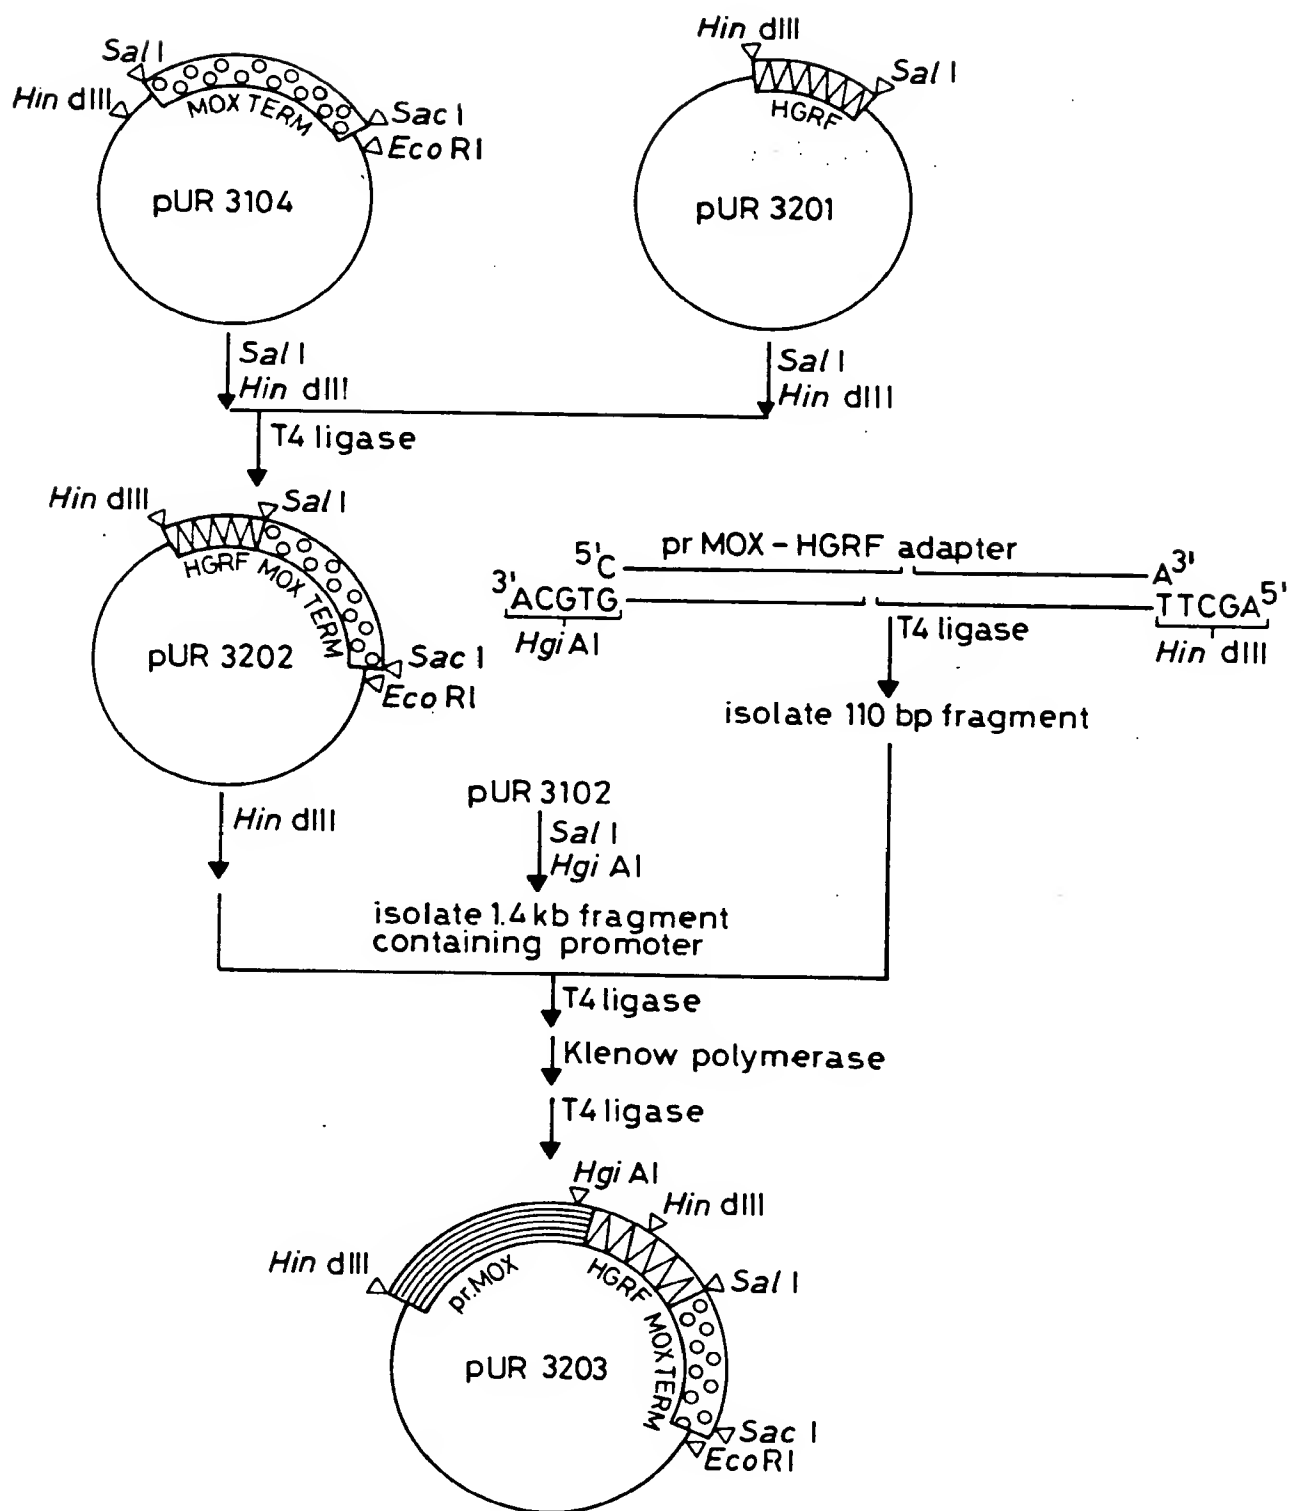 Hin dIII
Sal I
Sal I
Hin dIII
MOX TERM
HGRF
Sac I
Eco RI
pUR 3104
pUR 3201
Sal I
Hin dIII
Sal I
Hin dIII
T4 ligase
Hin dIII
Sal I
HGRF MOX TERM
pUR 3202
Sac I
Eco RI
pr MOX – HGRF adapter
5'C
A3'
3'ACGTG
TTCGA5'
Hgi AI
T4 ligase
Hin dIII
isolate 110 bp fragment
pUR 3102
Hin dIII
Sal I
Hgi AI
isolate 1.4 kb fragment
containing promoter
T4 ligase
Klenow polymerase
T4 ligase
Hgi AI
Hin dIII
Hin dIII
pr.MOX
HGRF MOX TERM
Sal I
pUR 3203
Sac I
Eco RI